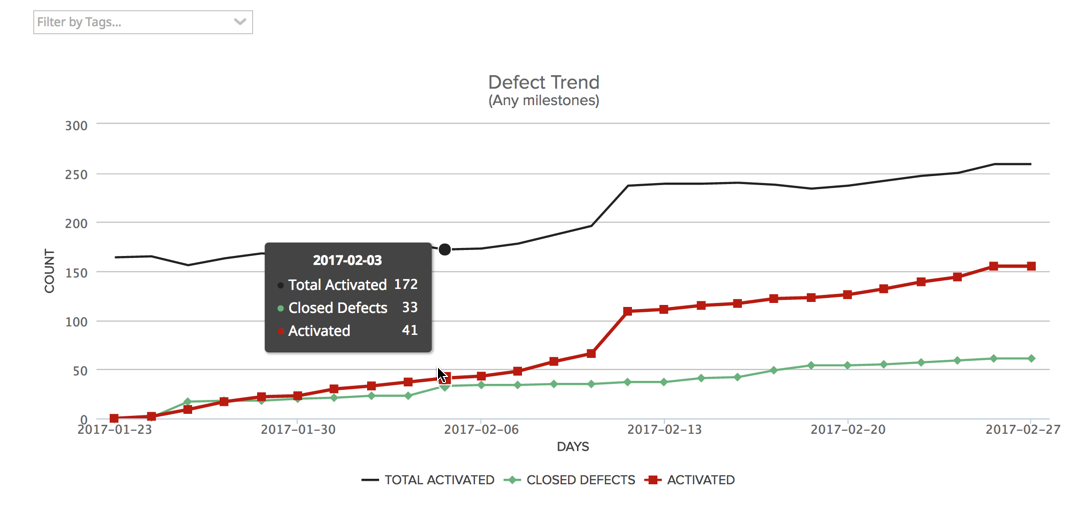 Filter by Tags...
Defect Trend
(Any milestones)
300
250
200
150
100
50
0
COUNT
2017-02-03
Total Activated 172
Closed Defects 33
Activated 41
2017-01-23 2017-01-30 2017-02-06 2017-02-13 2017-02-20 2017-02-27
DAYS
TOTAL ACTIVATED CLOSED DEFECTS ACTIVATED